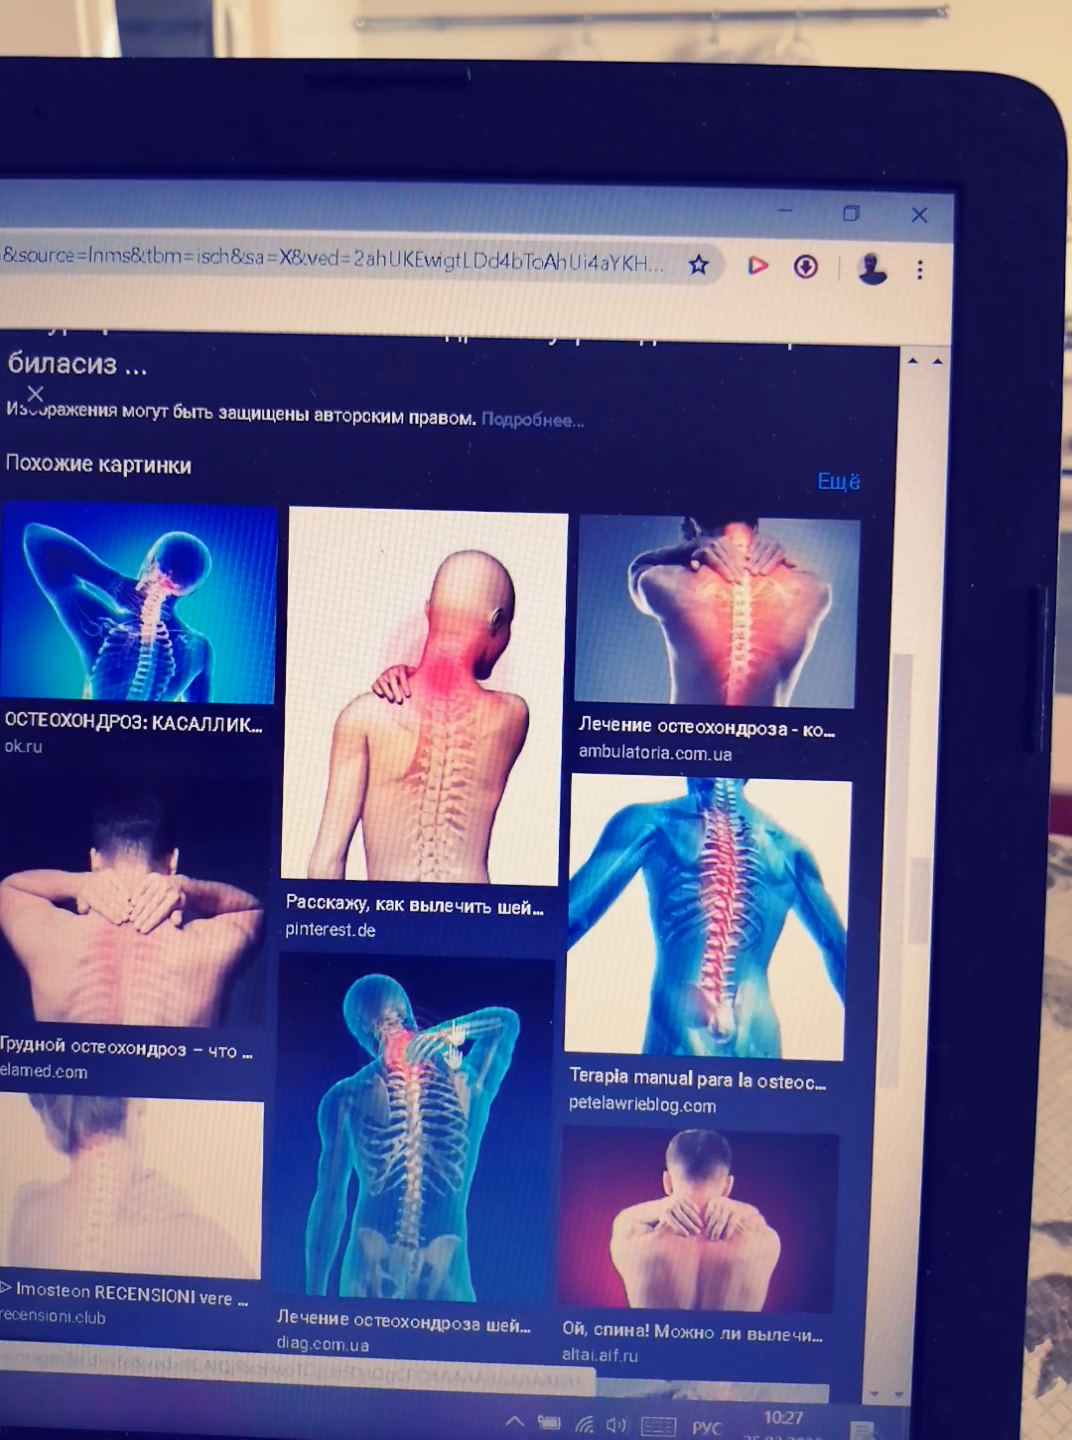 &source=lnms&tbm=isch&sa=X&ved=2ahUKEwigtLDd4bToAhUi4aYKH...
биласиз ...
Изображения могут быть защищены авторским правом. Подробнее...
Похожие картинки
Ещё
ОСТЕОХОНДРОЗ: КАСАЛЛИК...
ok.ru
Расскажу, как вылечить шей...
pinterest.de
Лечение остеохондроза - ко...
ambulatoria.com.ua
Грудной остеохондроз – что ...
elamed.com
Terapia manual para la osteoc...
petelawrieblog.com
Imosteon RECENSIONI vere ...
recensioni.club
Лечение остеохондроза шей...
diag.com.ua
Ой, спина! Можно ли вылечи...
altai.aif.ru
РУС
10:27